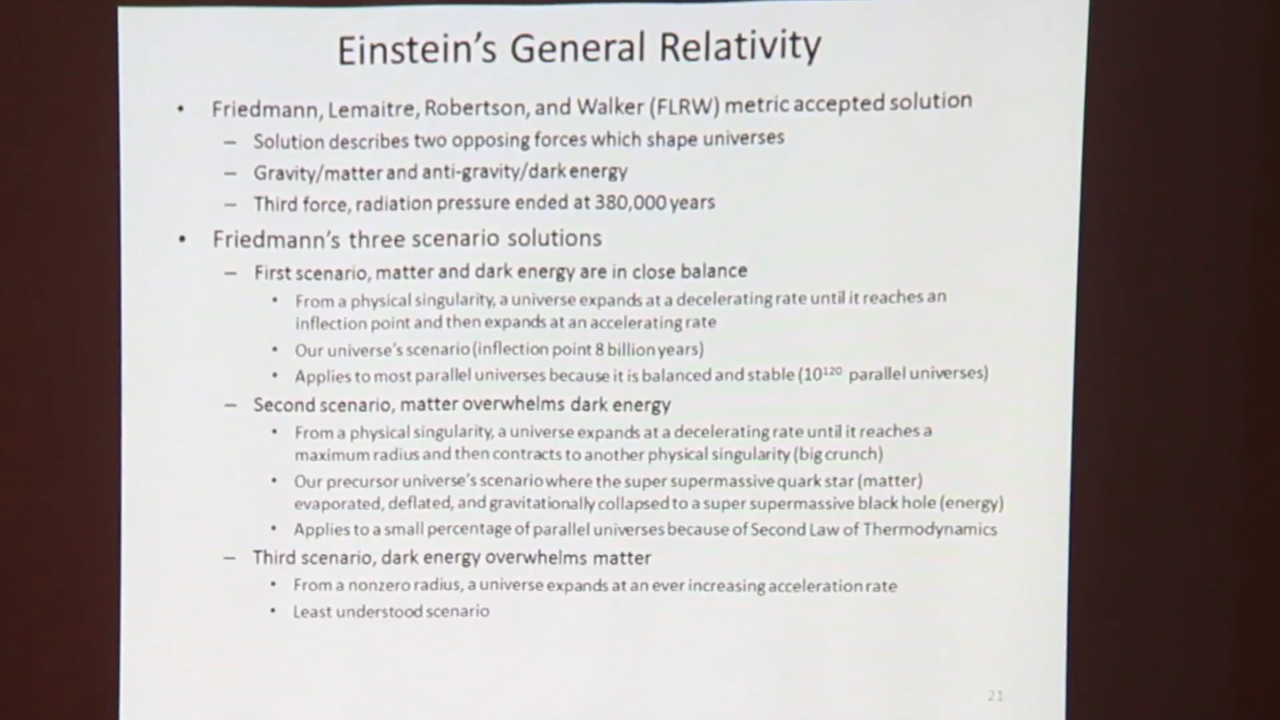 Einstein's General Relativity
• Friedmann, Lemaitre, Robertson, and Walker (FLRW) metric accepted solution
– Solution describes two opposing forces which shape universes
– Gravity/matter and anti-gravity/dark energy
– Third force, radiation pressure ended at 380,000 years
• Friedmann's three scenario solutions
– First scenario, matter and dark energy are in close balance
• From a physical singularity, a universe expands at a decelerating rate until it reaches an
inflection point and then expands at an accelerating rate
• Our universe's scenario (inflection point 8 billion years)
• Applies to most parallel universes because it is balanced and stable (10¹²⁰ parallel universes)
– Second scenario, matter overwhelms dark energy
• From a physical singularity, a universe expands at a decelerating rate until it reaches a
maximum radius and then contracts to another physical singularity (big crunch)
• Our precursor universe's scenario where the super supermassive quark star (matter)
evaporated, deflated, and gravitationally collapsed to a super supermassive black hole (energy)
• Applies to a small percentage of parallel universes because of Second Law of Thermodynamics
– Third scenario, dark energy overwhelms matter
• From a nonzero radius, a universe expands at an ever increasing acceleration rate
• Least understood scenario
21